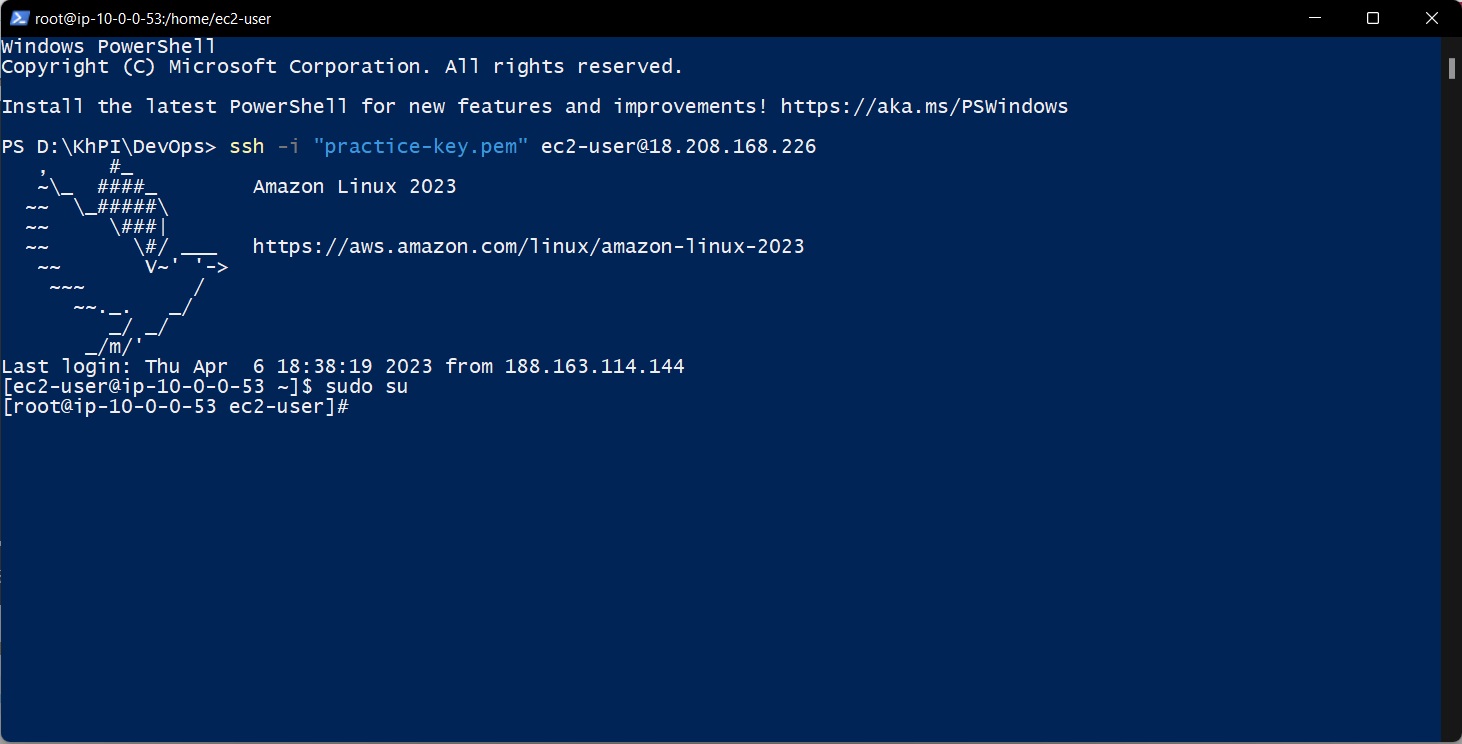 root@ip-10-0-0-53:/home/ec2-user
Windows PowerShell
Copyright (C) Microsoft Corporation. All rights reserved.
Install the latest PowerShell for new features and improvements! https://aka.ms/PSWindows
PS D:\KhPI\DevOps> ssh -i "practice-key.pem" ec2-user@18.208.168.226
   ,     #_
   ~\_  ####_        Amazon Linux 2023
  ~~  \_#####\
  ~~     \###|
  ~~       \#/ ___   https://aws.amazon.com/linux/amazon-linux-2023
   ~~       V~' '->
    ~~~         /
      ~~._.   _/
         _/ _/
       _/m/'
Last login: Thu Apr  6 18:38:19 2023 from 188.163.114.144
[ec2-user@ip-10-0-0-53 ~]$ sudo su
[root@ip-10-0-0-53 ec2-user]#